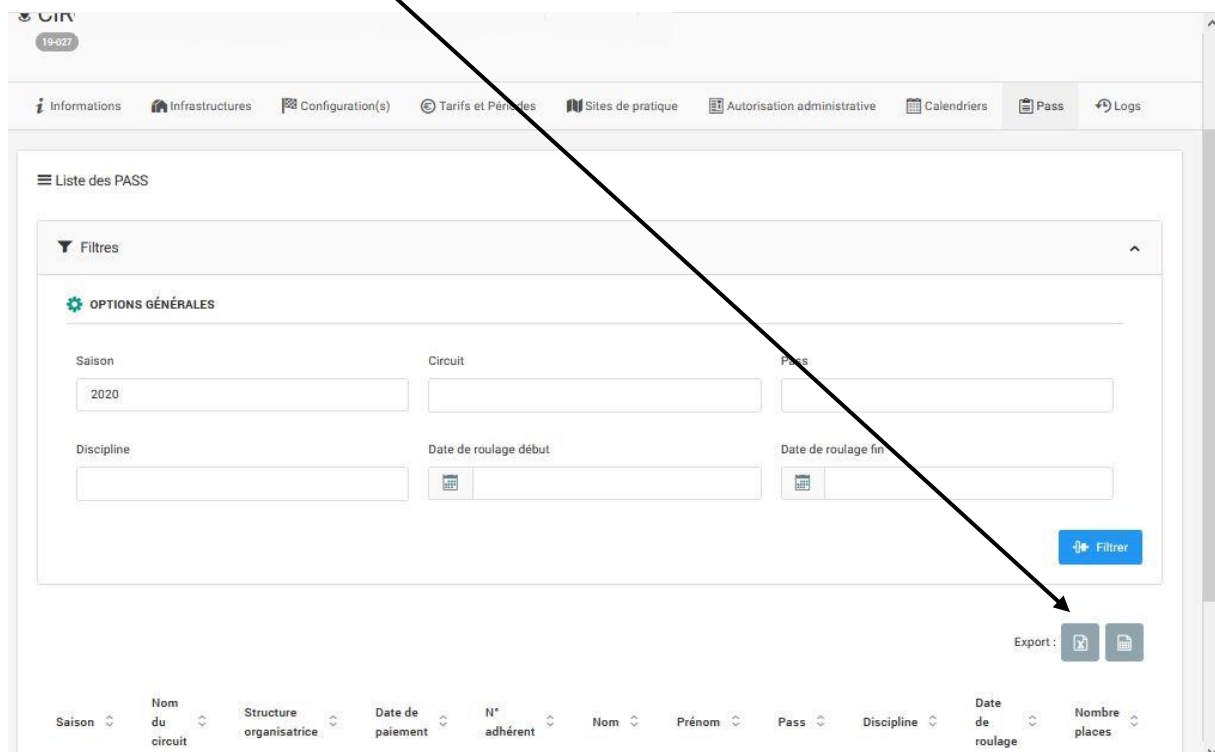 19-027
Informations Infrastructures Configuration(s) Tarifs et Périodes Sites de pratique Autorisation administrative Calendriers Pass Logs
Liste des PASS
Filtres
OPTIONS GÉNÉRALES
Saison Circuit Pass
2020
Discipline Date de roulage début Date de roulage fin
Filtrer
Export :
Saison Nom du circuit Structure organisatrice Date de paiement N° adhérent Nom Prénom Pass Discipline Date de roulage Nombre places